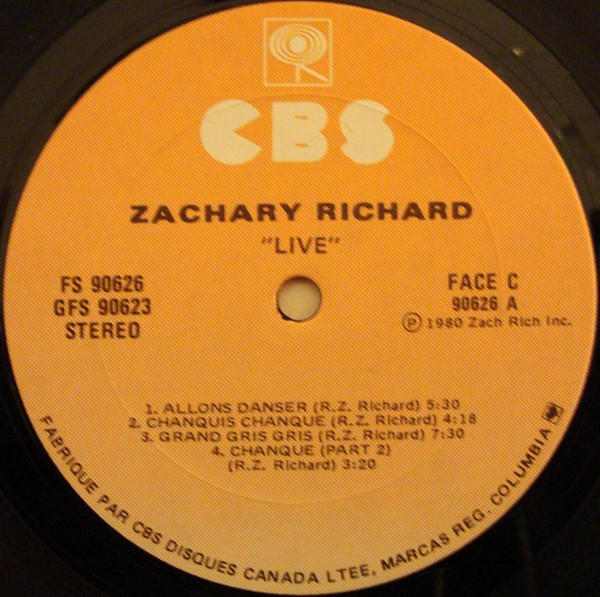 CBS
ZACHARY RICHARD
"LIVE"
FS 90626
GFS 90623
STEREO
FACE C
90626 A
Ⓟ 1980 Zach Rich Inc.
1. ALLONS DANSER (R.Z. Richard) 5:30
2. CHANQUIS CHANQUE (R.Z. Richard) 4:18
3. GRAND GRIS GRIS (R.Z. Richard) 7:30
4. CHANQUE (PART 2)
(R.Z. Richard) 3:20
FABRIQUE PAR CBS DISQUES CANADA LTEE, MARCAS REG. COLUMBIA